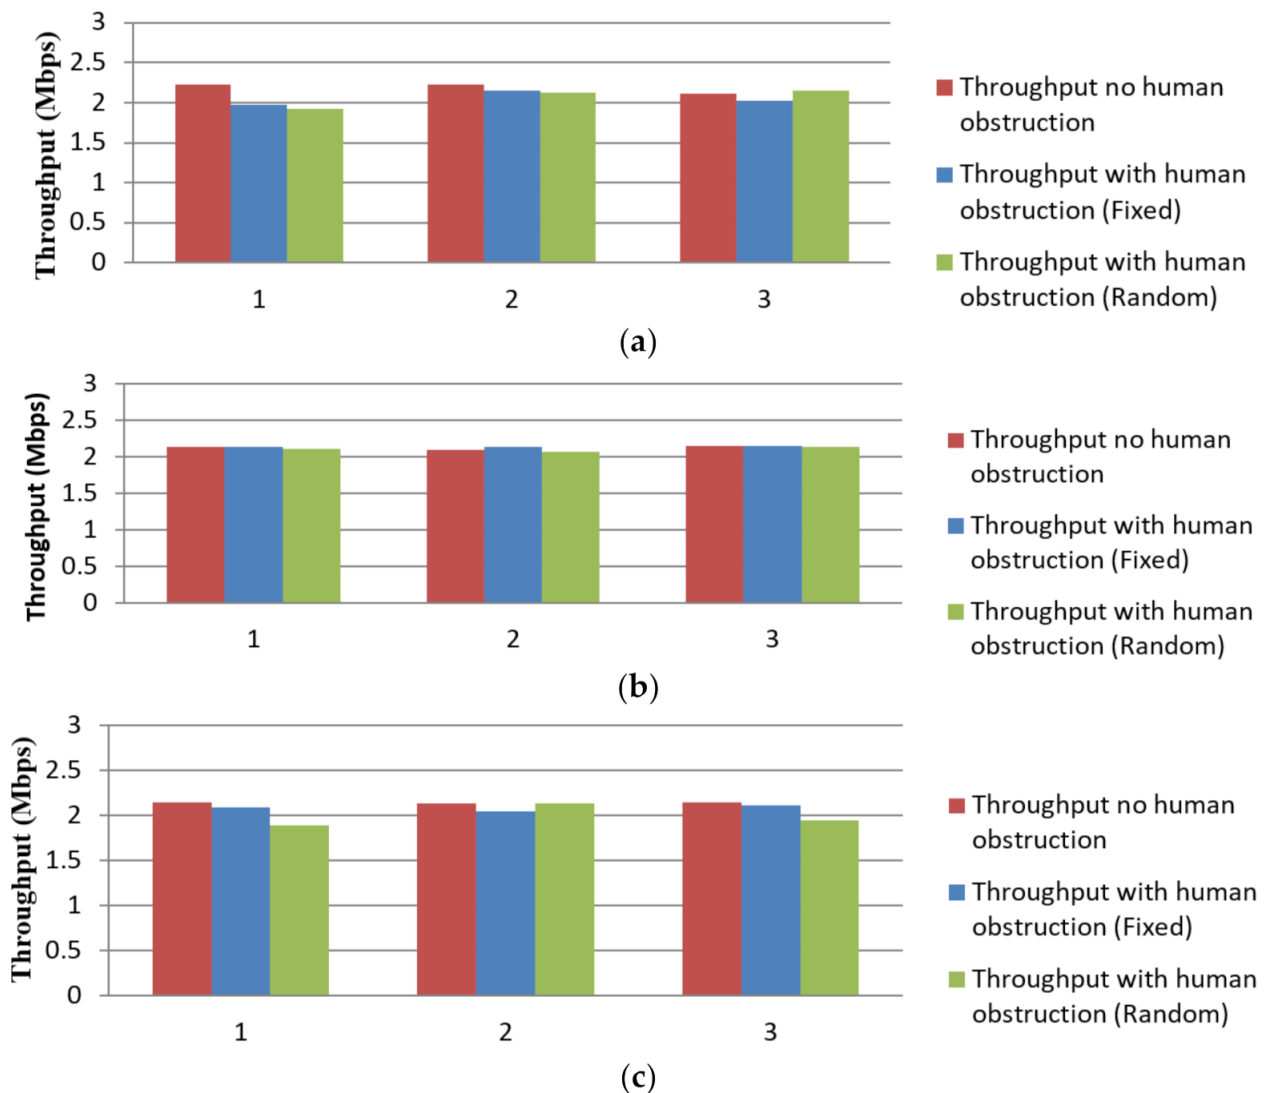 Throughput (Mbps)
3
2.5
2
1.5
1
0.5
0
1
2
3
Throughput no human
obstruction
Throughput with human
obstruction (Fixed)
Throughput with human
obstruction (Random)
(a)
Throughput (Mbps)
3
2.5
2
1.5
1
0.5
0
1
2
3
Throughput no human
obstruction
Throughput with human
obstruction (Fixed)
Throughput with human
obstruction (Random)
(b)
Throughput (Mbps)
3
2.5
2
1.5
1
0.5
0
1
2
3
Throughput no human
obstruction
Throughput with human
obstruction (Fixed)
Throughput with human
obstruction (Random)
(c)